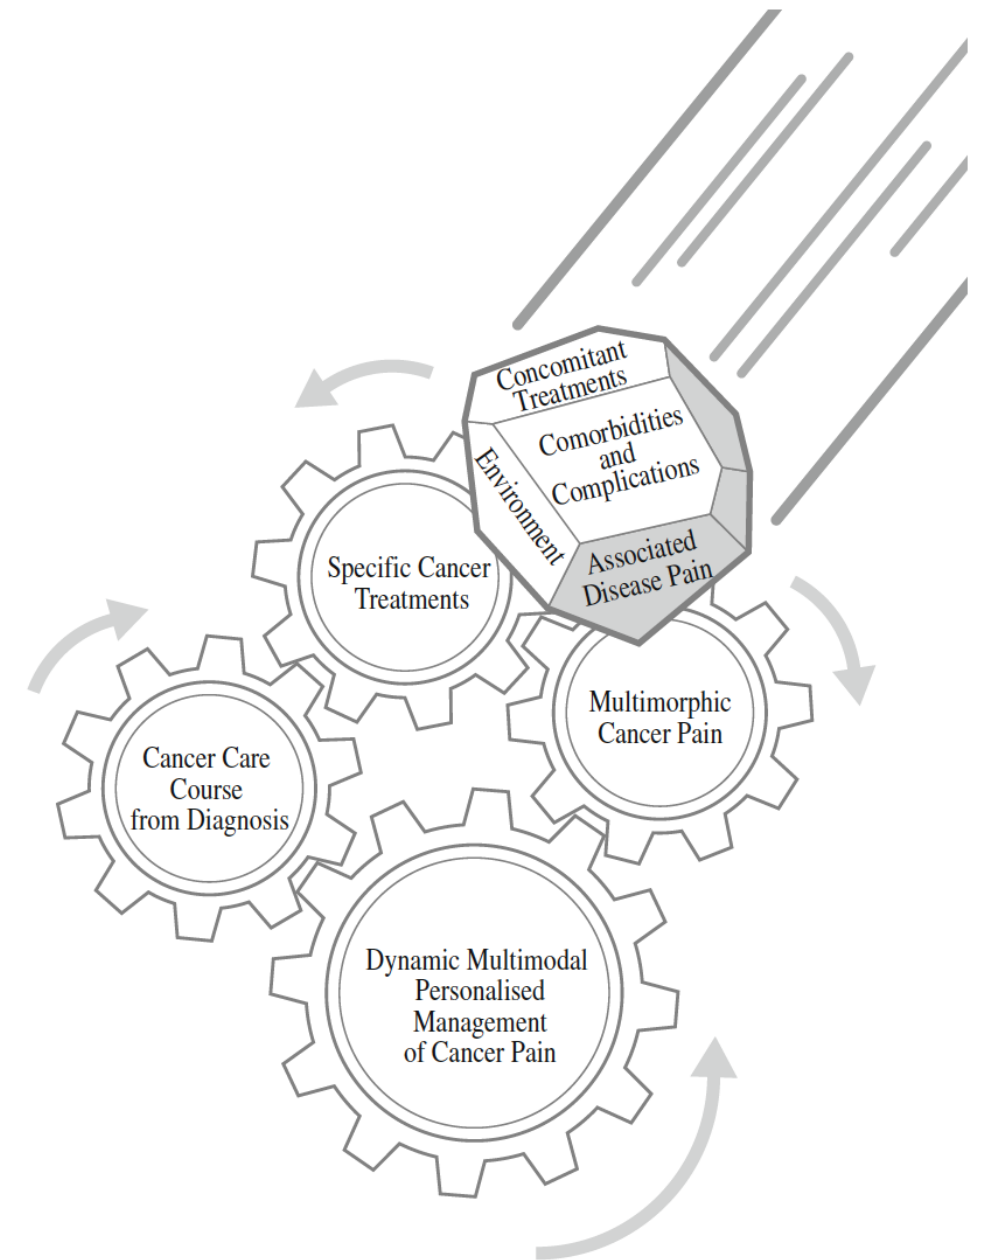 Concomitant
Treatments
Comorbidities
and
Complications
Environment
Associated
Disease Pain
Specific Cancer
Treatments
Multimorphic
Cancer Pain
Cancer Care
Course
from Diagnosis
Dynamic Multimodal
Personalised
Management
of Cancer Pain